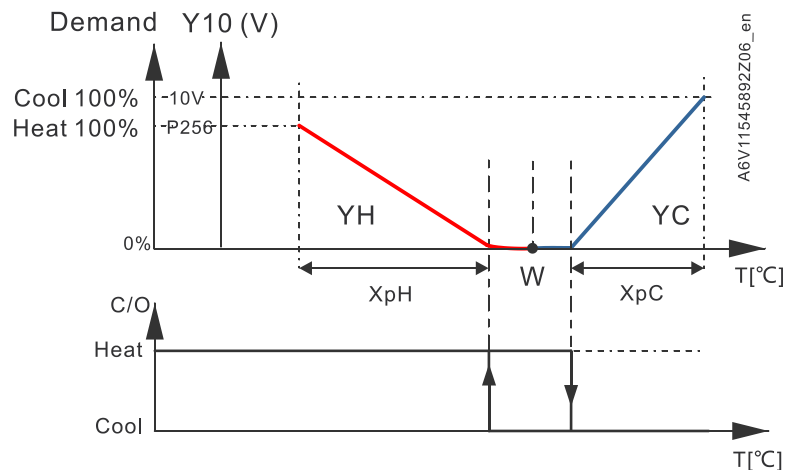 Demand Y10 (V)
Cool 100% 10V
Heat 100% P256
YH YC
0%
W T[℃]
XpH XpC
C/O
Heat
Cool
T[℃]
A6V11545892Z06_en